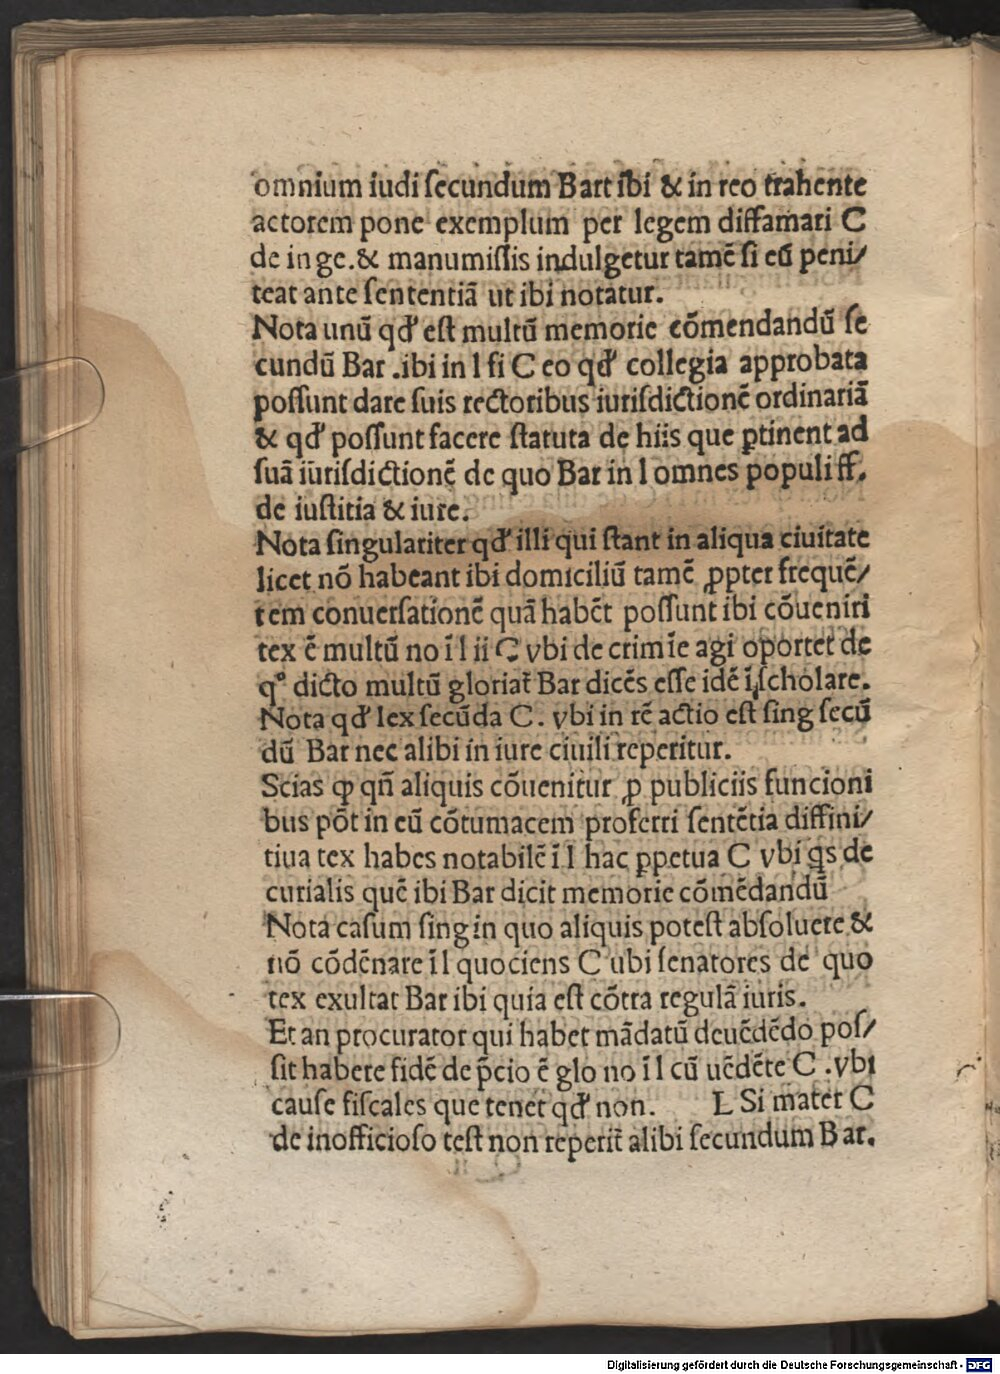 omnium iudi ſecundum Bart ibi & in reo trahente
actorem pone exemplum per legem diffamari C
de inge.& manumiſſis indulgetur tamē ſi eū peni/
teat ante ſententiā ut ibi notatur.
Nota unū qđ eſt multū memorie cōmendandū ſe
cundū Bar .ibi in l fi C eo qđ collegia approbata
poſſunt dare ſuis rectoribus iuriſdictionē ordinariā
& qđ poſſunt facere ſtatuta de hiis que ꝑtinent ad
ſuā iuriſdictionē de quo Bar in l omnes populi ff.
de iuſtitia & iure.
Nota ſingulariter qđ illi qui ſtant in aliqua ciuitate
licet nō habeant ibi domiciliū tamē ꝓpter frequē/
tem conuerſationē quā habēt poſſunt ibi cōueniri
tex ē multū no ī l ii C vbi de crimīe agi oportet de
qº dicto multū gloriat̄ Bar dicēs eſſe idē ī ſcholare.
Nota qđ lex ſecūda C. vbi in rē actio eſt ſing ſecū
dū Bar nec alibi in iure ciuili reperitur.
Scias ꝙ qñ aliquis cōuenitur ꝓ publiciis funcioni
bus pōt in eū cōtumacem proferri ſentētia diffini/
tiua tex habes notabilē ī l hac ꝑpetua C vbi q̄s de
curialis quē ibi Bar dicit memorie cōmēdandū
Nota caſum ſing in quo aliquis poteſt abſoluere &
nō cōdēnare ī l quociens C ubi ſenatores de quo
tex exultat Bar ibi quia eſt cōtra regulā iuris.
Et an procurator qui habet mādatū deuēdēdo poſ/
ſit habere fidē de p̄cio ē glo no ī l cū uēdēte C .vbi
cauſe fiſcales que tenet qđ non. L Si mater C
de inofficioſo teſt non reperit̄ alibi ſecundum Bar.
Digitalisierung gefördert durch die Deutsche Forschungsgemeinschaft - DFG